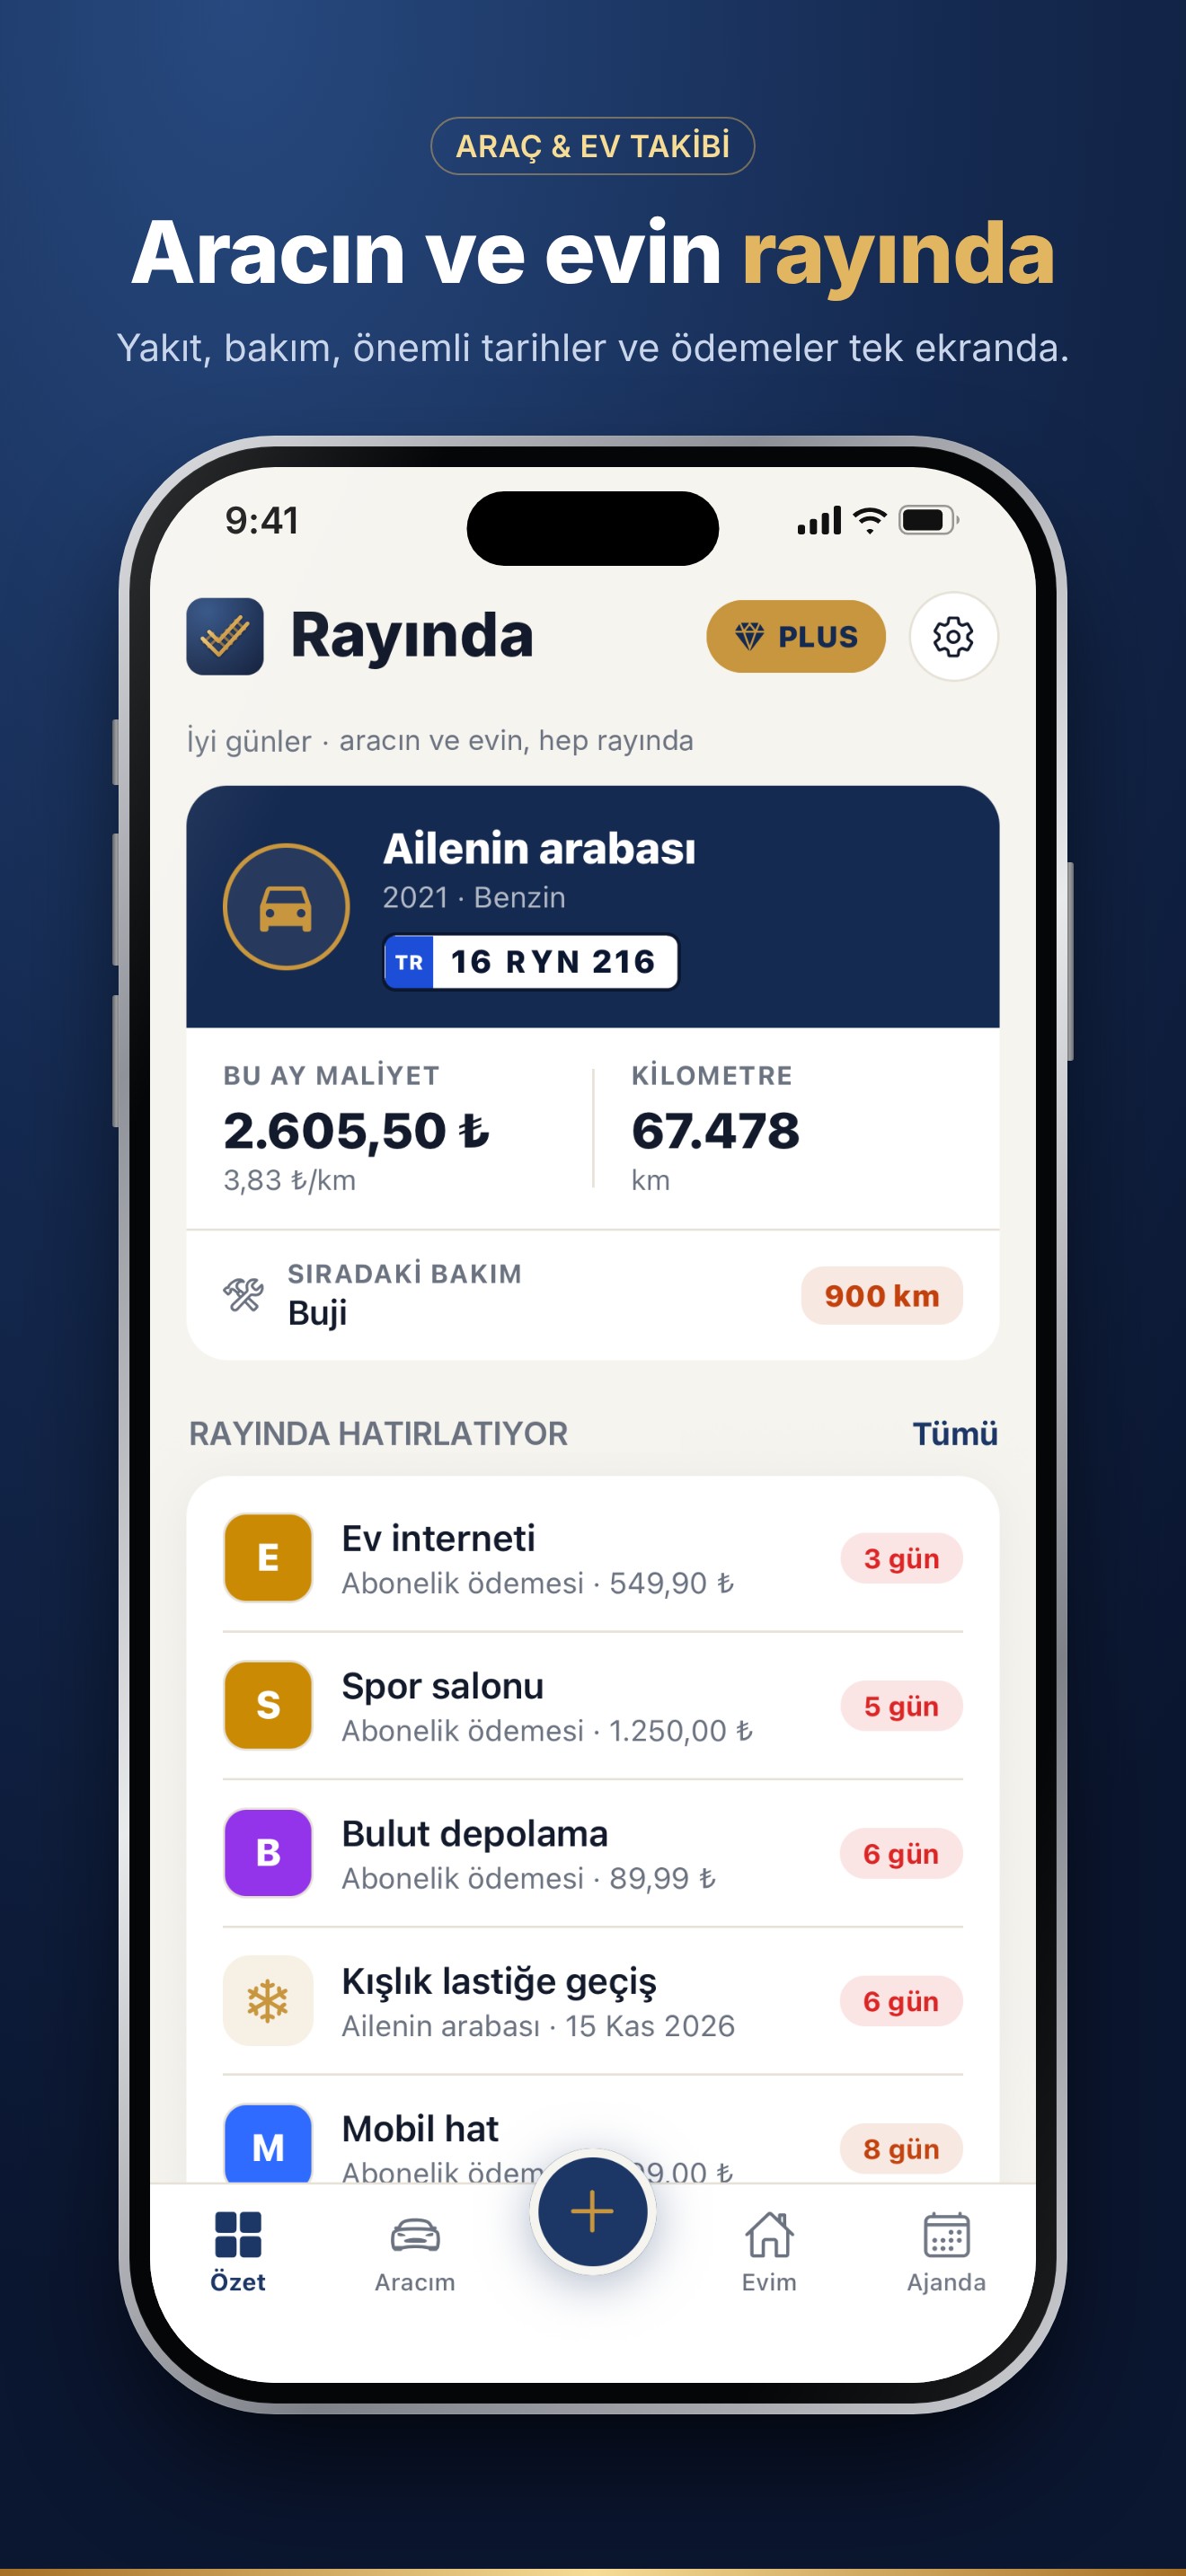 ARAÇ & EV TAKİBİ
Aracın ve evin rayında
Yakıt, bakım, önemli tarihler ve ödemeler tek ekranda.
9:41
Rayında
PLUS
İyi günler · aracın ve evin, hep rayında
Ailenin arabası
2021 · Benzin
TR 16 RYN 216
BU AY MALİYET
2.605,50 ₺
3,83 ₺/km
KİLOMETRE
67.478
km
SIRADAKİ BAKIM
Buji
900 km
RAYINDA HATIRLATIYOR
Tümü
E
Ev interneti
Abonelik ödemesi · 549,90 ₺
3 gün
S
Spor salonu
Abonelik ödemesi · 1.250,00 ₺
5 gün
B
Bulut depolama
Abonelik ödemesi · 89,99 ₺
6 gün
Kışlık lastiğe geçiş
Ailenin arabası · 15 Kas 2026
6 gün
M
Mobil hat
Abonelik
8 gün
Özet
Aracım
Evim
Ajanda